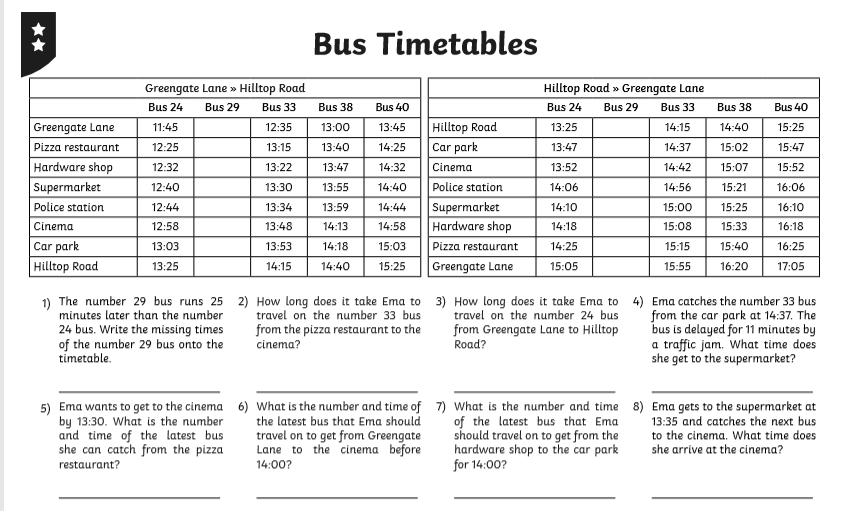 Bus Timetables
Greengate Lane » Hilltop Road
Bus 24 Bus 29 Bus 33 Bus 38 Bus 40
Greengate Lane 11:45 12:35 13:00 13:45
Pizza restaurant 12:25 13:15 13:40 14:25
Hardware shop 12:32 13:22 13:47 14:32
Supermarket 12:40 13:30 13:55 14:40
Police station 12:44 13:34 13:59 14:44
Cinema 12:58 13:48 14:13 14:58
Car park 13:03 13:53 14:18 15:03
Hilltop Road 13:25 14:15 14:40 15:25
Hilltop Road » Greengate Lane
Bus 24 Bus 29 Bus 33 Bus 38 Bus 40
Hilltop Road 13:25 14:15 14:40 15:25
Car park 13:47 14:37 15:02 15:47
Cinema 13:52 14:42 15:07 15:52
Police station 14:06 14:56 15:21 16:06
Supermarket 14:10 15:00 15:25 16:10
Hardware shop 14:18 15:08 15:33 16:18
Pizza restaurant 14:25 15:15 15:40 16:25
Greengate Lane 15:05 15:55 16:20 17:05
1) The number 29 bus runs 25
minutes later than the number
24 bus. Write the missing times
of the number 29 bus onto the
timetable.
2) How long does it take Ema to
travel on the number 33 bus
from the pizza restaurant to the
cinema?
3) How long does it take Ema to
travel on the number 24 bus
from Greengate Lane to Hilltop
Road?
4) Ema catches the number 33 bus
from the car park at 14:37. The
bus is delayed for 11 minutes by
a traffic jam. What time does
she get to the supermarket?
5) Ema wants to get to the cinema
by 13:30. What is the number
and time of the latest bus
she can catch from the pizza
restaurant?
6) What is the number and time of
the latest bus that Ema should
travel on to get from Greengate
Lane to the cinema before
14:00?
7) What is the number and time
of the latest bus that Ema
should travel on to get from the
hardware shop to the car park
for 14:00?
8) Ema gets to the supermarket at
13:35 and catches the next bus
to the cinema. What time does
she arrive at the cinema?